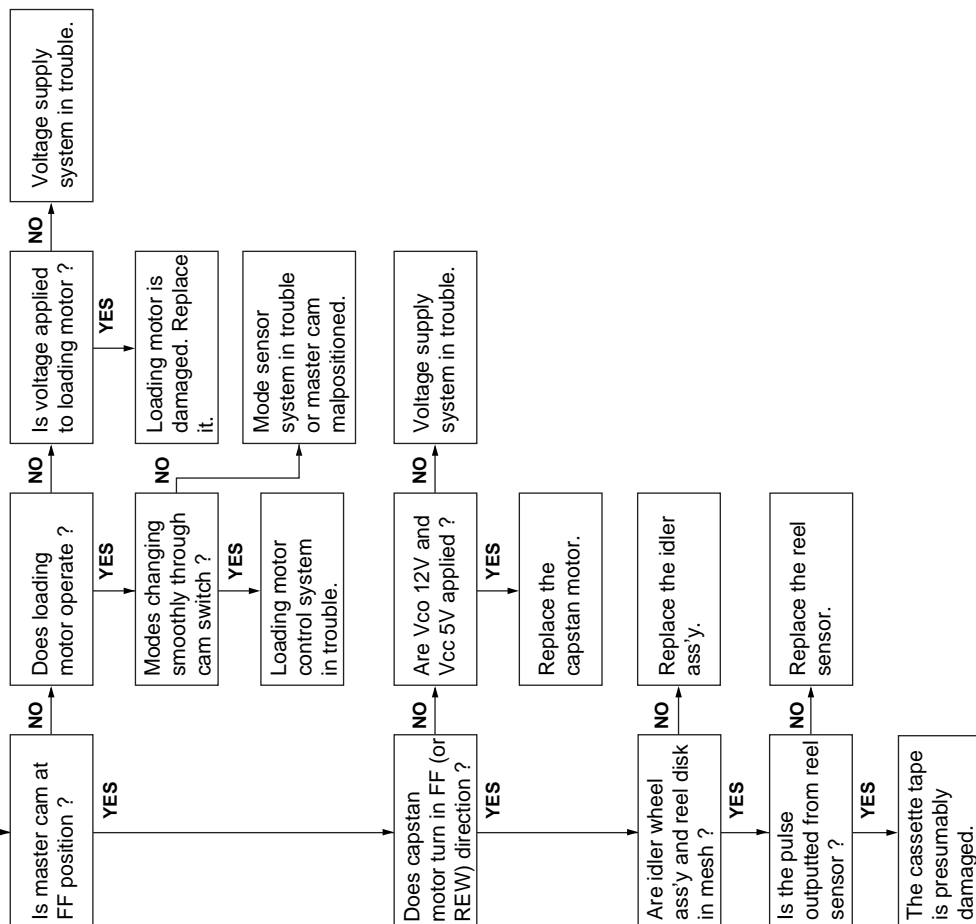 Is master cam at
FF position ?
NO
Does loading
motor operate ?
NO
Is voltage applied
to loading motor ?
NO
Voltage supply
system in trouble.
YES
Loading motor is
damaged. Replace
it.
YES
Modes changing
smoothly through
cam switch ?
NO
Mode sensor
system in trouble
or master cam
malpositioned.
YES
Loading motor
control system
in trouble.
YES
Does capstan
motor turn in FF (or
REW) direction ?
NO
Are Vco 12V and
Vcc 5V applied ?
NO
Voltage supply
system in trouble.
YES
Replace the
capstan motor.
YES
Are idler wheel
ass'y and reel disk
in mesh ?
NO
Replace the idler
ass'y.
YES
Is the pulse
outputted from reel
sensor ?
NO
Replace the reel
sensor.
YES
The cassette tape
is presumably
damaged.